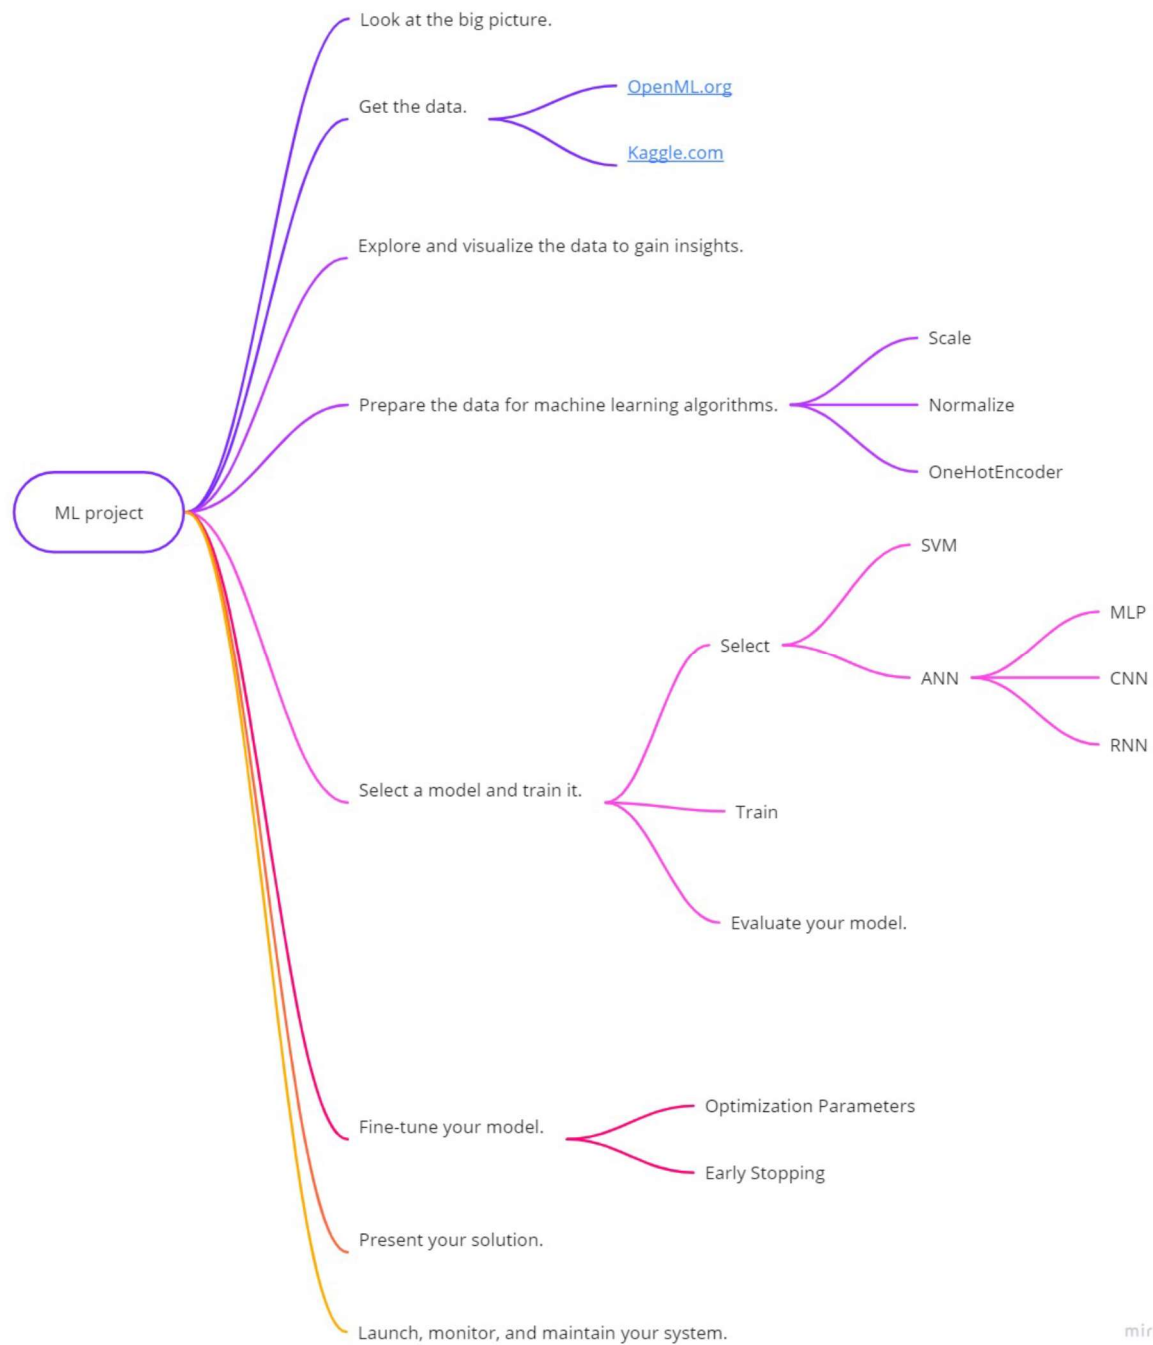 Look at the big picture.
Get the data.
OpenML.org
Kaggle.com
Explore and visualize the data to gain insights.
Prepare the data for machine learning algorithms.
Scale
Normalize
OneHotEncoder
ML project
Select a model and train it.
Select
SVM
ANN
MLP
CNN
RNN
Train
Evaluate your model.
Fine-tune your model.
Optimization Parameters
Early Stopping
Present your solution.
Launch, monitor, and maintain your system.
mir